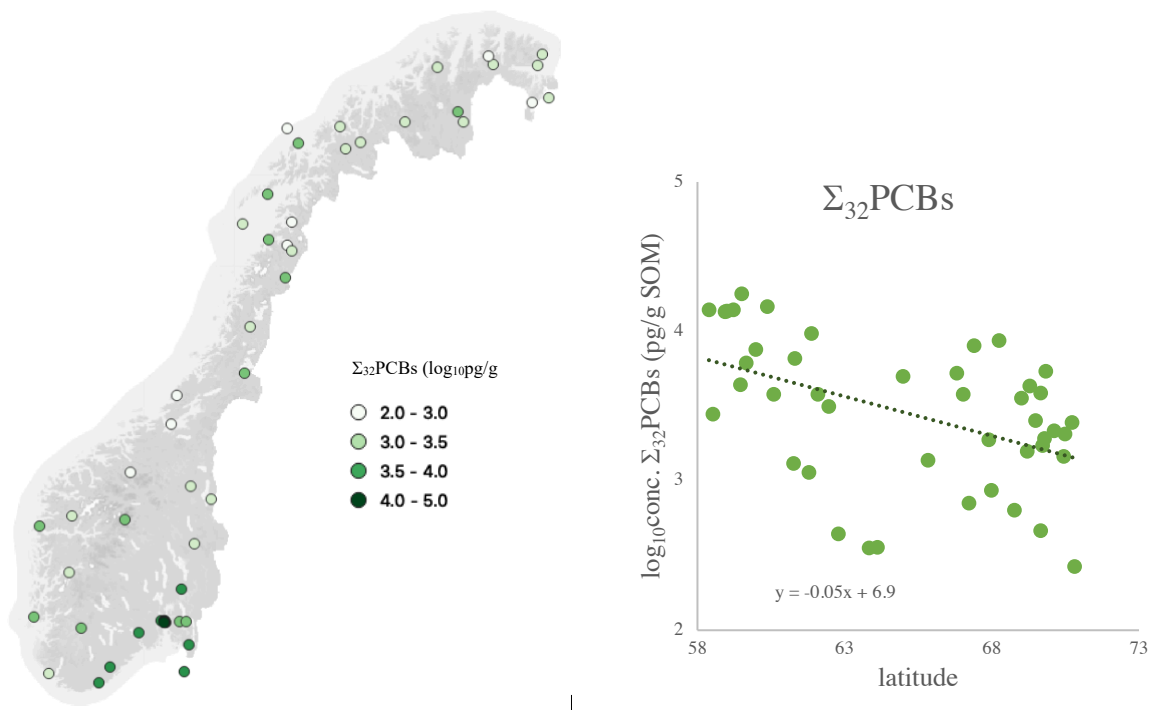 Σ₃₂PCBs (log₁₀pg/g
2.0 - 3.0
3.0 - 3.5
3.5 - 4.0
4.0 - 5.0
Σ₃₂PCBs
log₁₀conc. Σ₃₂PCBs (pg/g SOM)
5
4
3
2
y = -0.05x + 6.9
58 63 68 73
latitude